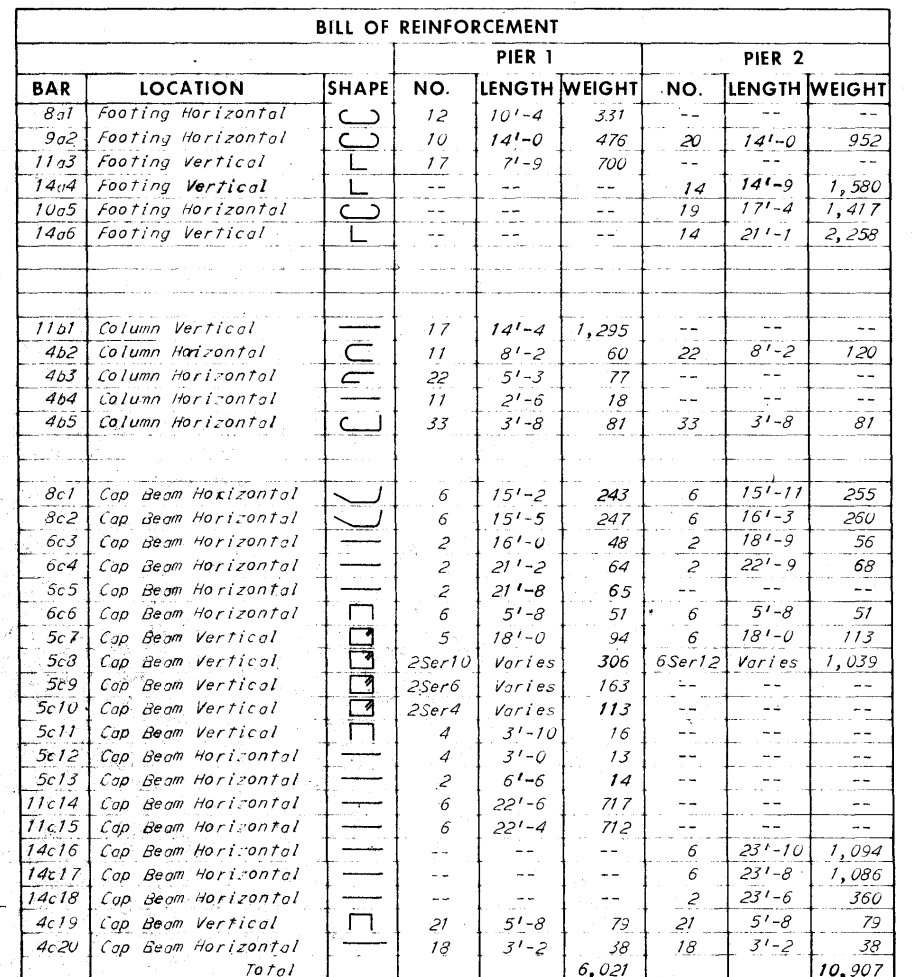 BILL OF REINFORCEMENT
PIER 1 PIER 2
BAR LOCATION SHAPE NO. LENGTH WEIGHT NO. LENGTH WEIGHT
8a1 Footing Horizontal 12 10'-4 331 -- -- --
9a2 Footing Horizontal 10 14'-0 476 20 14'-0 952
11a3 Footing Vertical 17 7'-9 700 -- -- --
14a4 Footing Vertical -- -- -- 14 14'-9 1,580
10a5 Footing Horizontal -- -- -- 19 17'-4 1,417
14a6 Footing Vertical -- -- -- 14 21'-1 2,258
11b1 Column Vertical 17 14'-4 1,295 -- -- --
4b2 Column Horizontal 11 8'-2 60 22 8'-2 120
4b3 Column Horizontal 22 5'-3 77 -- -- --
4b4 Column Horizontal 11 2'-6 18 -- -- --
4b5 Column Horizontal 33 3'-8 81 33 3'-8 81
8c1 Cap Beam Horizontal 6 15'-2 243 6 15'-11 255
8c2 Cap Beam Horizontal 6 15'-5 247 6 16'-3 260
6c3 Cap Beam Horizontal 2 16'-0 48 2 18'-9 56
6c4 Cap Beam Horizontal 2 21'-2 64 2 22'-9 68
5c5 Cap Beam Horizontal 2 21'-8 65 -- -- --
6c6 Cap Beam Horizontal 6 5'-8 51 6 5'-8 51
5c7 Cap Beam Vertical 5 18'-0 94 6 18'-0 113
5c8 Cap Beam Vertical 2Ser10 Varies 306 6Ser12 Varies 1,039
5c9 Cap Beam Vertical 2Ser6 Varies 163 -- -- --
5c10 Cap Beam Vertical 2Ser4 Varies 113 -- -- --
5c11 Cap Beam Vertical 4 3'-10 16 -- -- --
5c12 Cap Beam Horizontal 4 3'-0 13 -- -- --
5c13 Cap Beam Horizontal 2 6'-6 14 -- -- --
11c14 Cap Beam Horizontal 6 22'-6 717 -- -- --
11c15 Cap Beam Horizontal 6 22'-4 712 -- -- --
14c16 Cap Beam Horizontal -- -- -- 6 23'-10 1,094
14c17 Cap Beam Horizontal -- -- -- 6 23'-8 1,086
14c18 Cap Beam Horizontal -- -- -- 2 23'-6 360
4c19 Cap Beam Vertical 21 5'-8 79 21 5'-8 79
4c20 Cap Beam Horizontal 18 3'-2 38 18 3'-2 38
Total 6,021 10,907